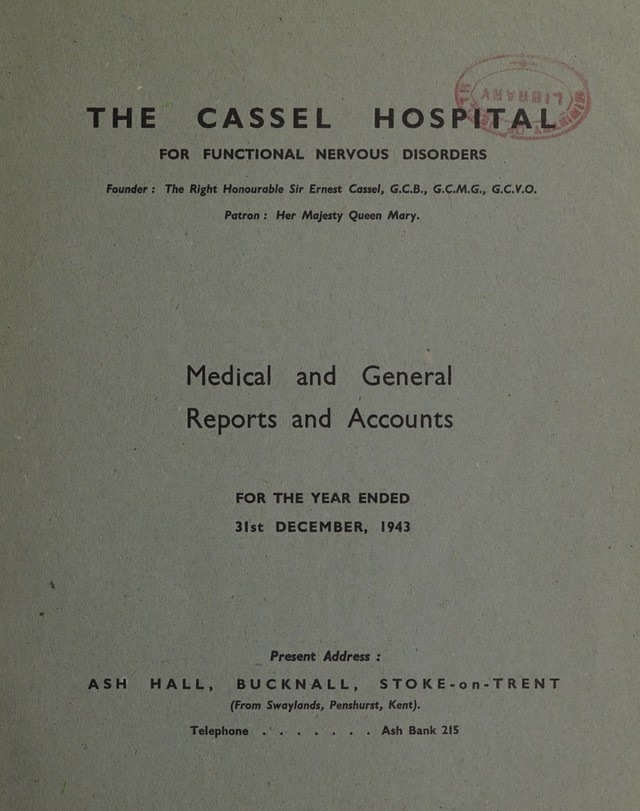 THE CASSEL HOSPITAL
FOR FUNCTIONAL NERVOUS DISORDERS
Founder : The Right Honourable Sir Ernest Cassel, G.C.B., G.C.M.G., G.C.V.O.
Patron : Her Majesty Queen Mary.
Medical and General
Reports and Accounts
FOR THE YEAR ENDED
31st DECEMBER, 1943
Present Address :
ASH HALL, BUCKNALL, STOKE-on-TRENT
(From Swaylands, Penshurst, Kent).
Telephone . . . . . . . Ash Bank 215
LIBRARY